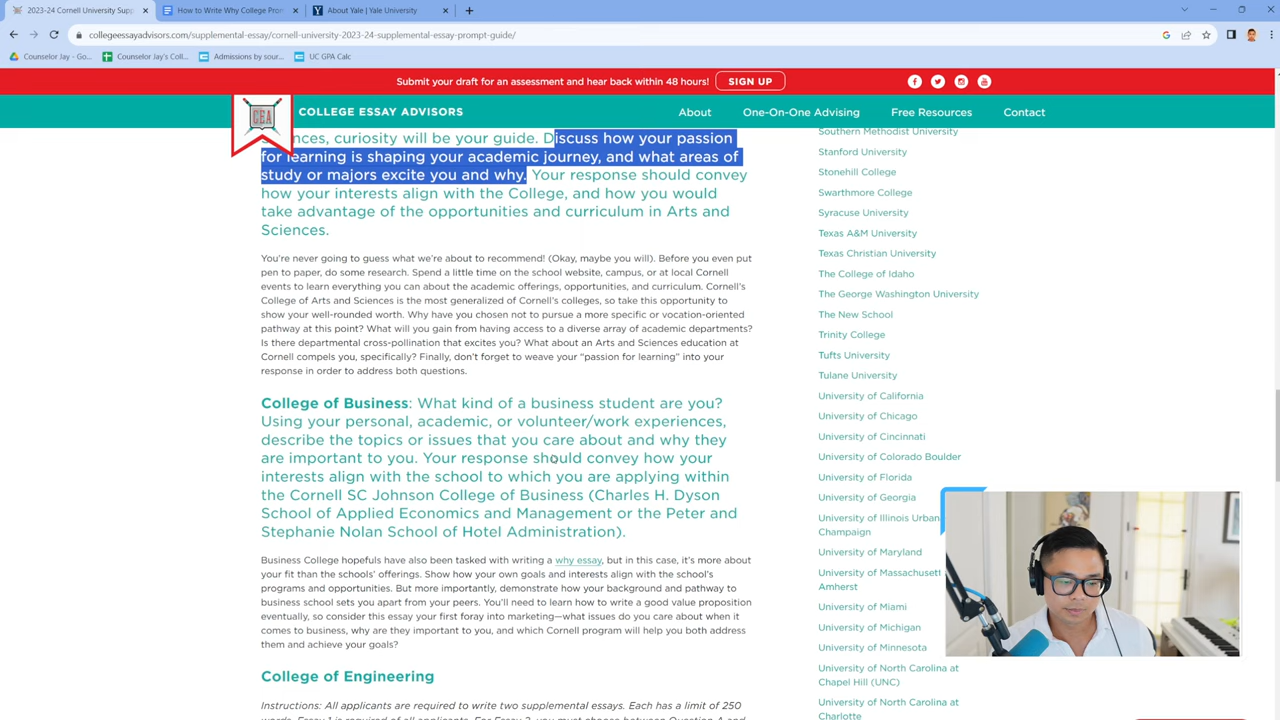 2023-24 Cornell University Supp
How to Write Why College Prom
About Yale | Yale University
collegeessayadvisors.com/supplemental-essay/cornell-university-2023-24-supplemental-essay-prompt-guide/
Counselor Jay - Go...
Counselor Jay's Coll...
Admissions by sour...
UC GPA Calc
Submit your draft for an assessment and hear back within 48 hours!
SIGN UP
CEA
COLLEGE ESSAY ADVISORS
About
One-On-One Advising
Free Resources
Contact
curiosity will be your guide. Discuss how your passion
for learning is shaping your academic journey, and what areas of
study or majors excite you and why. Your response should convey
how your interests align with the College, and how you would
take advantage of the opportunities and curriculum in Arts and
Sciences.
You're never going to guess what we're about to recommend! (Okay, maybe you will). Before you even put
pen to paper, do some research. Spend a little time on the school website, campus, or at local Cornell
events to learn everything you can about the academic offerings, opportunities, and curriculum. Cornell's
College of Arts and Sciences is the most generalized of Cornell's colleges, so take this opportunity to
show your well-rounded worth. Why have you chosen not to pursue a more specific or vocation-oriented
pathway at this point? What will you gain from having access to a diverse array of academic departments?
Is there departmental cross-pollination that excites you? What about an Arts and Sciences education at
Cornell compels you, specifically? Finally, don't forget to weave your "passion for learning" into your
response in order to address both questions.
College of Business: What kind of a business student are you?
Using your personal, academic, or volunteer/work experiences,
describe the topics or issues that you care about and why they
are important to you. Your response should convey how your
interests align with the school to which you are applying within
the Cornell SC Johnson College of Business (Charles H. Dyson
School of Applied Economics and Management or the Peter and
Stephanie Nolan School of Hotel Administration).
Business College hopefuls have also been tasked with writing a why essay, but in this case, it's more about
your fit than the schools' offerings. Show how your own goals and interests align with the school's
programs and opportunities. But more importantly, demonstrate how your background and pathway to
business school sets you apart from your peers. You'll need to learn how to write a good value proposition
eventually, so consider this essay your first foray into marketing—what issues do you care about when it
comes to business, why are they important to you, and which Cornell program will help you both address
them and achieve your goals?
College of Engineering
Instructions: All applicants are required to write two supplemental essays. Each has a limit of 250
Southern Methodist University
Stanford University
Stonehill College
Swarthmore College
Syracuse University
Texas A&M University
Texas Christian University
The College of Idaho
The George Washington University
The New School
Trinity College
Tufts University
Tulane University
University of California
University of Chicago
University of Cincinnati
University of Colorado Boulder
University of Florida
University of Georgia
University of Illinois Urban
Champaign
University of Maryland
University of Massachusett
Amherst
University of Miami
University of Michigan
University of Minnesota
University of North Carolina at
Chapel Hill (UNC)
University of North Carolina at
Charlotte